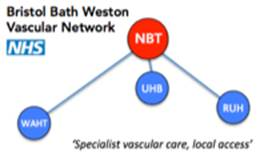 Bristol Bath Weston
Vascular Network
NHS
NBT
UHB
WAHT
RUH
'Specialist vascular care, local access'